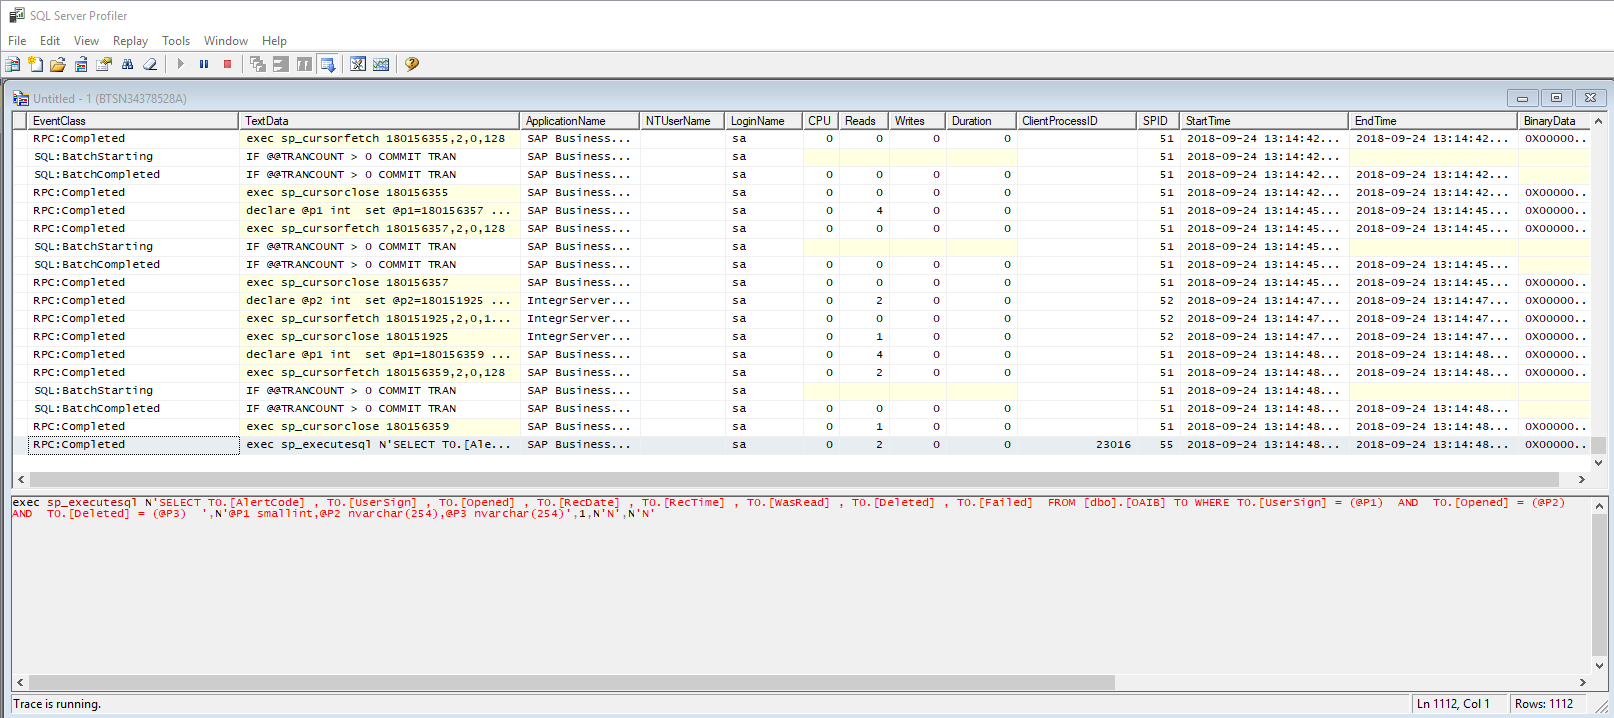 SQL Server Profiler
File Edit View Replay Tools Window Help
Untitled - 1 (BTSN34378528A)
EventClass TextData ApplicationName NTUserName LoginName CPU Reads Writes Duration ClientProcessID SPID StartTime EndTime BinaryData
RPC:Completed exec sp_cursorfetch 180156355,2,0,128 SAP Business... sa 0 0 0 0 51 2018-09-24 13:14:42... 2018-09-24 13:14:42... 0X00000..
SQL:BatchStarting IF @@TRANCOUNT > 0 COMMIT TRAN SAP Business... sa 51 2018-09-24 13:14:42...
SQL:BatchCompleted IF @@TRANCOUNT > 0 COMMIT TRAN SAP Business... sa 0 0 0 0 51 2018-09-24 13:14:42... 2018-09-24 13:14:42...
RPC:Completed exec sp_cursorclose 180156355 SAP Business... sa 0 0 0 0 51 2018-09-24 13:14:42... 2018-09-24 13:14:42... 0X00000..
RPC:Completed declare @p1 int set @p1=180156357 ... SAP Business... sa 0 4 0 0 51 2018-09-24 13:14:45... 2018-09-24 13:14:45... 0X00000..
RPC:Completed exec sp_cursorfetch 180156357,2,0,128 SAP Business... sa 0 0 0 0 51 2018-09-24 13:14:45... 2018-09-24 13:14:45... 0X00000..
SQL:BatchStarting IF @@TRANCOUNT > 0 COMMIT TRAN SAP Business... sa 51 2018-09-24 13:14:45...
SQL:BatchCompleted IF @@TRANCOUNT > 0 COMMIT TRAN SAP Business... sa 0 0 0 0 51 2018-09-24 13:14:45... 2018-09-24 13:14:45...
RPC:Completed exec sp_cursorclose 180156357 SAP Business... sa 0 0 0 0 51 2018-09-24 13:14:45... 2018-09-24 13:14:45... 0X00000..
RPC:Completed declare @p2 int set @p2=180151925 ... IntegrServer... sa 0 2 0 0 52 2018-09-24 13:14:47... 2018-09-24 13:14:47... 0X00000..
RPC:Completed exec sp_cursorfetch 180151925,2,0,1... IntegrServer... sa 0 0 0 0 52 2018-09-24 13:14:47... 2018-09-24 13:14:47... 0X00000..
RPC:Completed exec sp_cursorclose 180151925 IntegrServer... sa 0 1 0 0 52 2018-09-24 13:14:47... 2018-09-24 13:14:47... 0X00000..
RPC:Completed declare @p1 int set @p1=180156359 ... SAP Business... sa 0 4 0 0 51 2018-09-24 13:14:48... 2018-09-24 13:14:48... 0X00000..
RPC:Completed exec sp_cursorfetch 180156359,2,0,128 SAP Business... sa 0 2 0 0 51 2018-09-24 13:14:48... 2018-09-24 13:14:48... 0X00000..
SQL:BatchStarting IF @@TRANCOUNT > 0 COMMIT TRAN SAP Business... sa 51 2018-09-24 13:14:48...
SQL:BatchCompleted IF @@TRANCOUNT > 0 COMMIT TRAN SAP Business... sa 0 0 0 0 51 2018-09-24 13:14:48... 2018-09-24 13:14:48...
RPC:Completed exec sp_cursorclose 180156359 SAP Business... sa 0 1 0 0 51 2018-09-24 13:14:48... 2018-09-24 13:14:48... 0X00000..
RPC:Completed exec sp_executesql N'SELECT T0.[Ale... SAP Business... sa 0 2 0 0 23016 55 2018-09-24 13:14:48... 2018-09-24 13:14:48... 0X00000..
exec sp_executesql N'SELECT T0.[AlertCode] , T0.[UserSign] , T0.[Opened] , T0.[RecDate] , T0.[RecTime] , T0.[WasRead] , T0.[Deleted] , T0.[Failed]  FROM [dbo].[OAIB] T0 WHERE T0.[UserSign] = (@P1)  AND  T0.[Opened] = (@P2)
AND  T0.[Deleted] = (@P3)  ',N'@P1 smallint,@P2 nvarchar(254),@P3 nvarchar(254)',1,N'N',N'N'
Trace is running. Ln 1112, Col 1 Rows: 1112